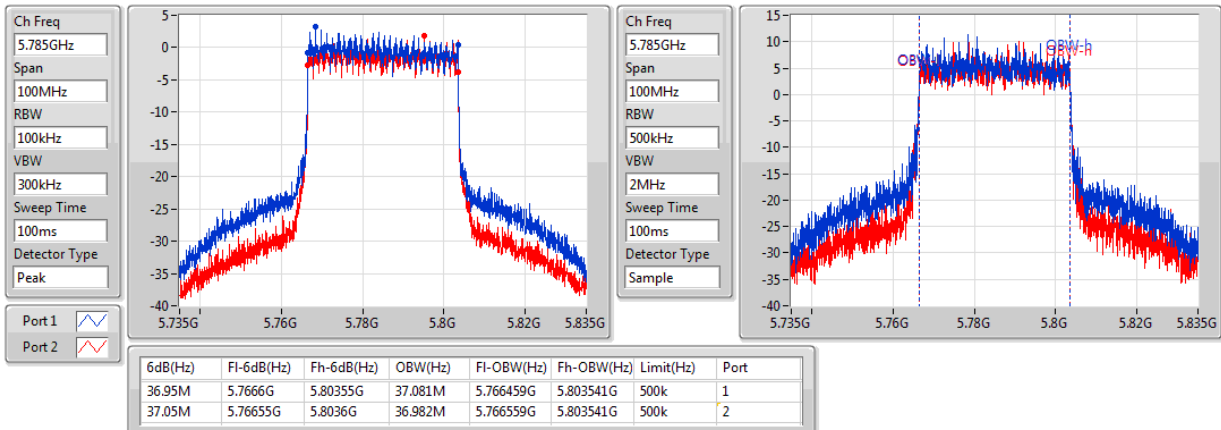 Ch Freq
5.785GHz
Span
100MHz
RBW
100kHz
VBW
300kHz
Sweep Time
100ms
Detector Type
Peak
Port 1
Port 2
5
0
-5
-10
-15
-20
-25
-30
-35
-40
5.735G 5.76G 5.78G 5.8G 5.82G 5.835G
Ch Freq
5.785GHz
Span
100MHz
RBW
500kHz
VBW
2MHz
Sweep Time
100ms
Detector Type
Sample
15
10
5
0
-5
-10
-15
-20
-25
-30
-35
-40
OBW-h
OBW-h
5.735G 5.76G 5.78G 5.8G 5.82G 5.835G
6dB(Hz) Fl-6dB(Hz) Fh-6dB(Hz) OBW(Hz) Fl-OBW(Hz) Fh-OBW(Hz) Limit(Hz) Port
36.95M 5.7666G 5.80355G 37.081M 5.766459G 5.803541G 500k 1
37.05M 5.76655G 5.8036G 36.982M 5.766559G 5.803541G 500k 2